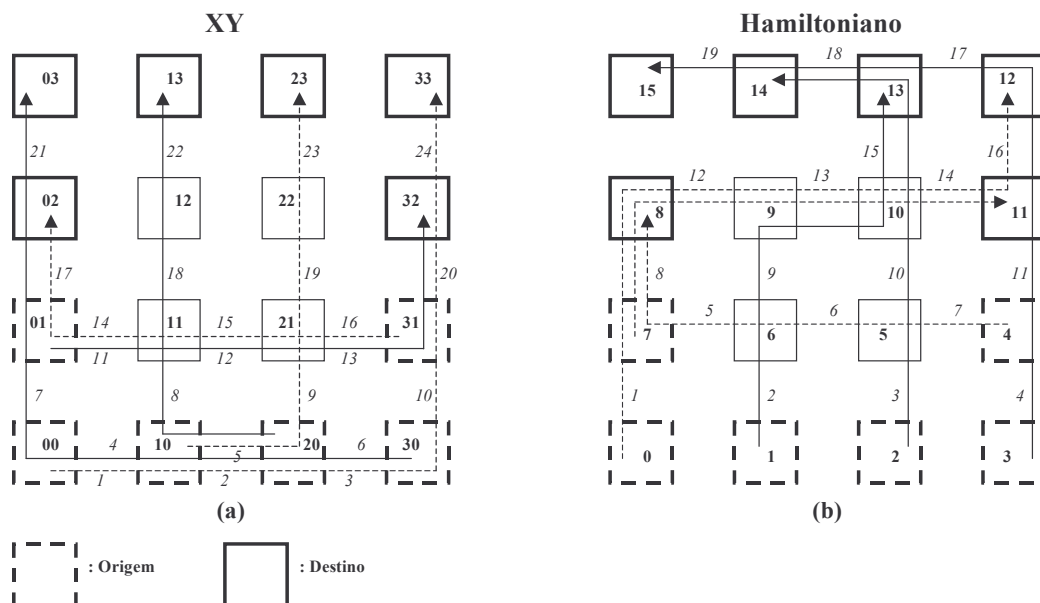 XY Hamiltoniano
03 13 23 33 15 14 13 12
19 18 17
21 22 23 24 15 16
12 13 14
02 12 22 32 8 9 10 11
17 18 19 20 8 9 10 11
01 14 11 15 21 16 31 7 5 6 6 5 7 4
11 12 13
7 8 9 10 1 2 3 4
00 4 10 5 20 6 30 0 1 2 3
1 2 3
(a) (b)
: Origem : Destino